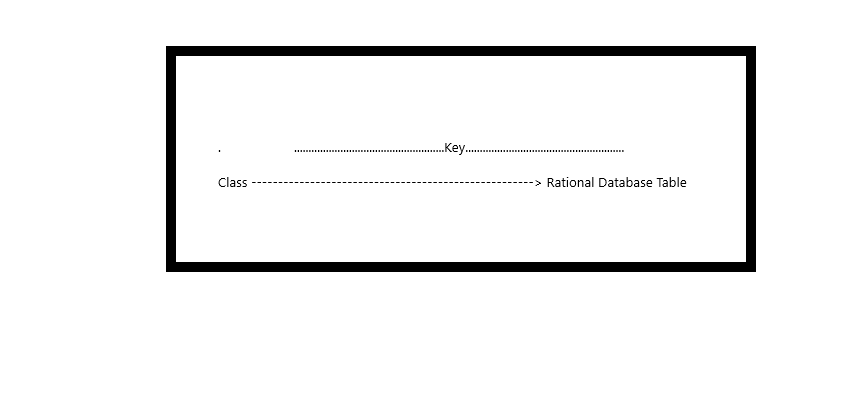 . ....................................................Key.......................................................
Class ------------------------------------------------------> Rational Database Table